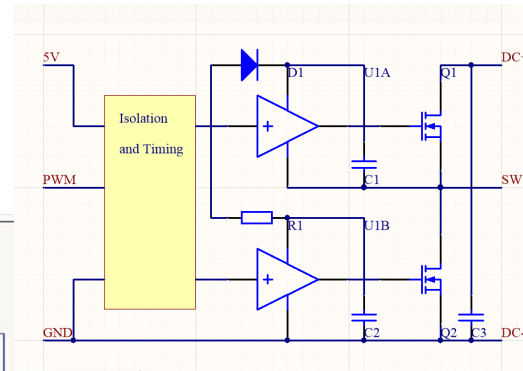 5V
DC-
D1
U1A
Q1
Isolation
and Timing
PWM
C1
SW
R1
U1B
GND
C2
Q2
C3
DC-